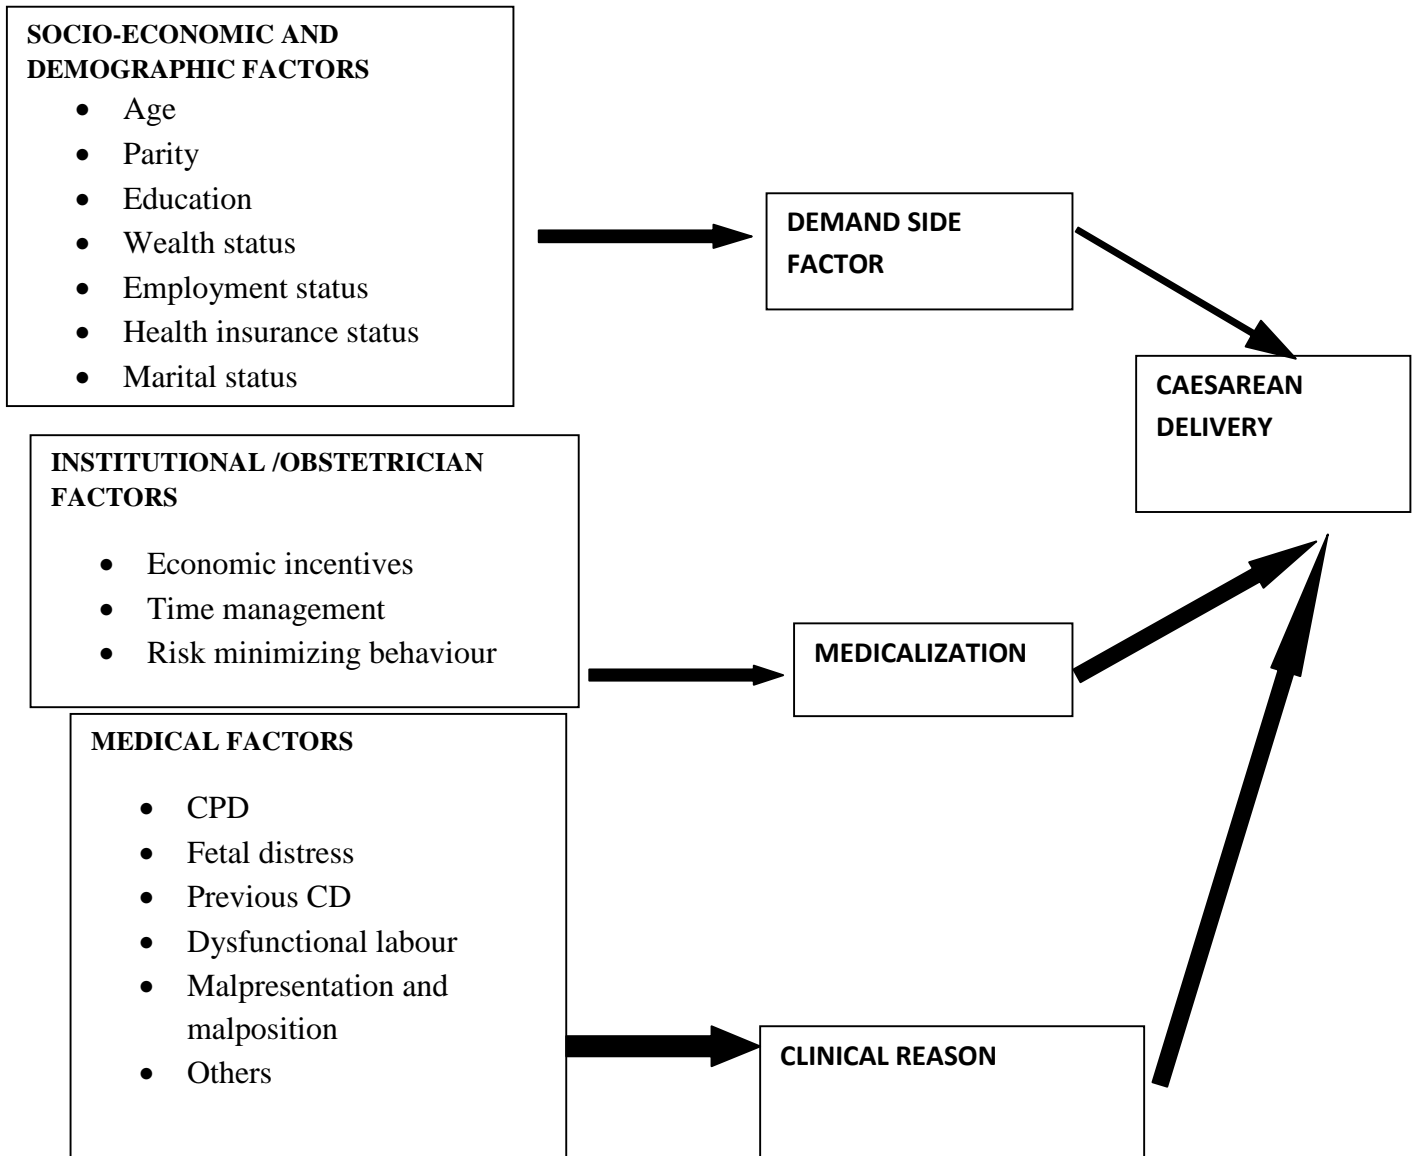 SOCIO-ECONOMIC AND
DEMOGRAPHIC FACTORS
• Age
• Parity
• Education
• Wealth status
• Employment status
• Health insurance status
• Marital status
DEMAND SIDE
FACTOR
CAESAREAN
DELIVERY
INSTITUTIONAL /OBSTETRICIAN
FACTORS
• Economic incentives
• Time management
• Risk minimizing behaviour
MEDICALIZATION
MEDICAL FACTORS
• CPD
• Fetal distress
• Previous CD
• Dysfunctional labour
• Malpresentation and
malposition
• Others
CLINICAL REASON